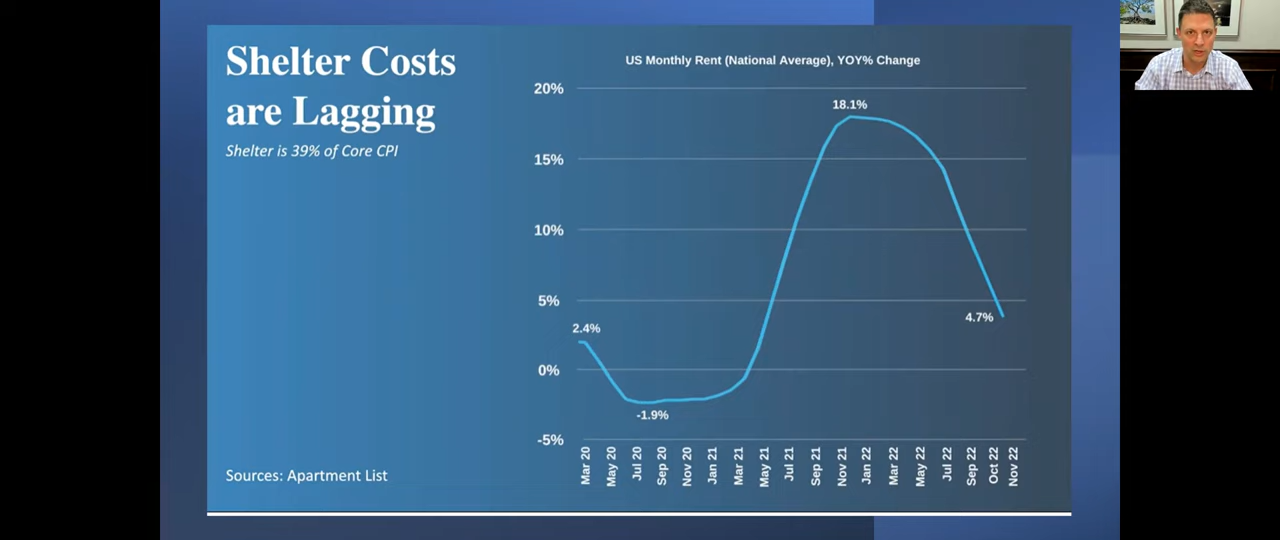 Shelter Costs
are Lagging
Shelter is 39% of Core CPI
US Monthly Rent (National Average), YOY% Change
20%
15%
10%
5%
0%
-5%
18.1%
2.4%
-1.9%
4.7%
Mar 20
May 20
Jul 20
Sep 20
Nov 20
Jan 21
Mar 21
May 21
Jul 21
Sep 21
Nov 21
Jan 22
Mar 22
May 22
Jul 22
Sep 22
Oct 22
Nov 22
Sources: Apartment List